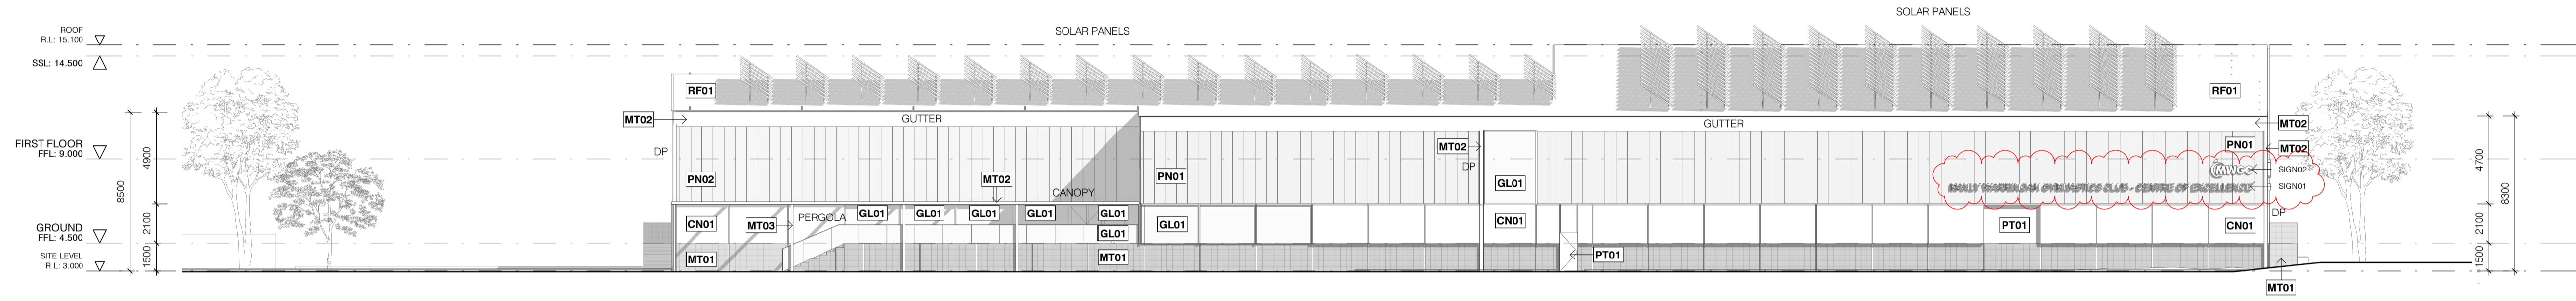 SOLAR PANELS
SOLAR PANELS
ROOF
R.L: 15.100
SSL: 14.500
RF01
RF01
MT02
GUTTER
GUTTER
MT02
FIRST FLOOR
FFL: 9.000
DP
MT02
DP
PN01
MT02
4900
4700
PN02
MT02
CANOPY
PN01
GL01
MWGC
SIGN02
MANLY WARRINGAH GYMNASTICS CLUB - CENTRE OF EXCELLENCE
SIGN01
8500
8300
GROUND
FFL: 4.500
2100
CN01
MT03
PERGOLA
GL01
GL01
GL01
GL01
GL01
GL01
GL01
CN01
PT01
CN01
DP
2100
SITE LEVEL
R.L: 3.000
1500
MT01
MT01
PT01
1500
MT01